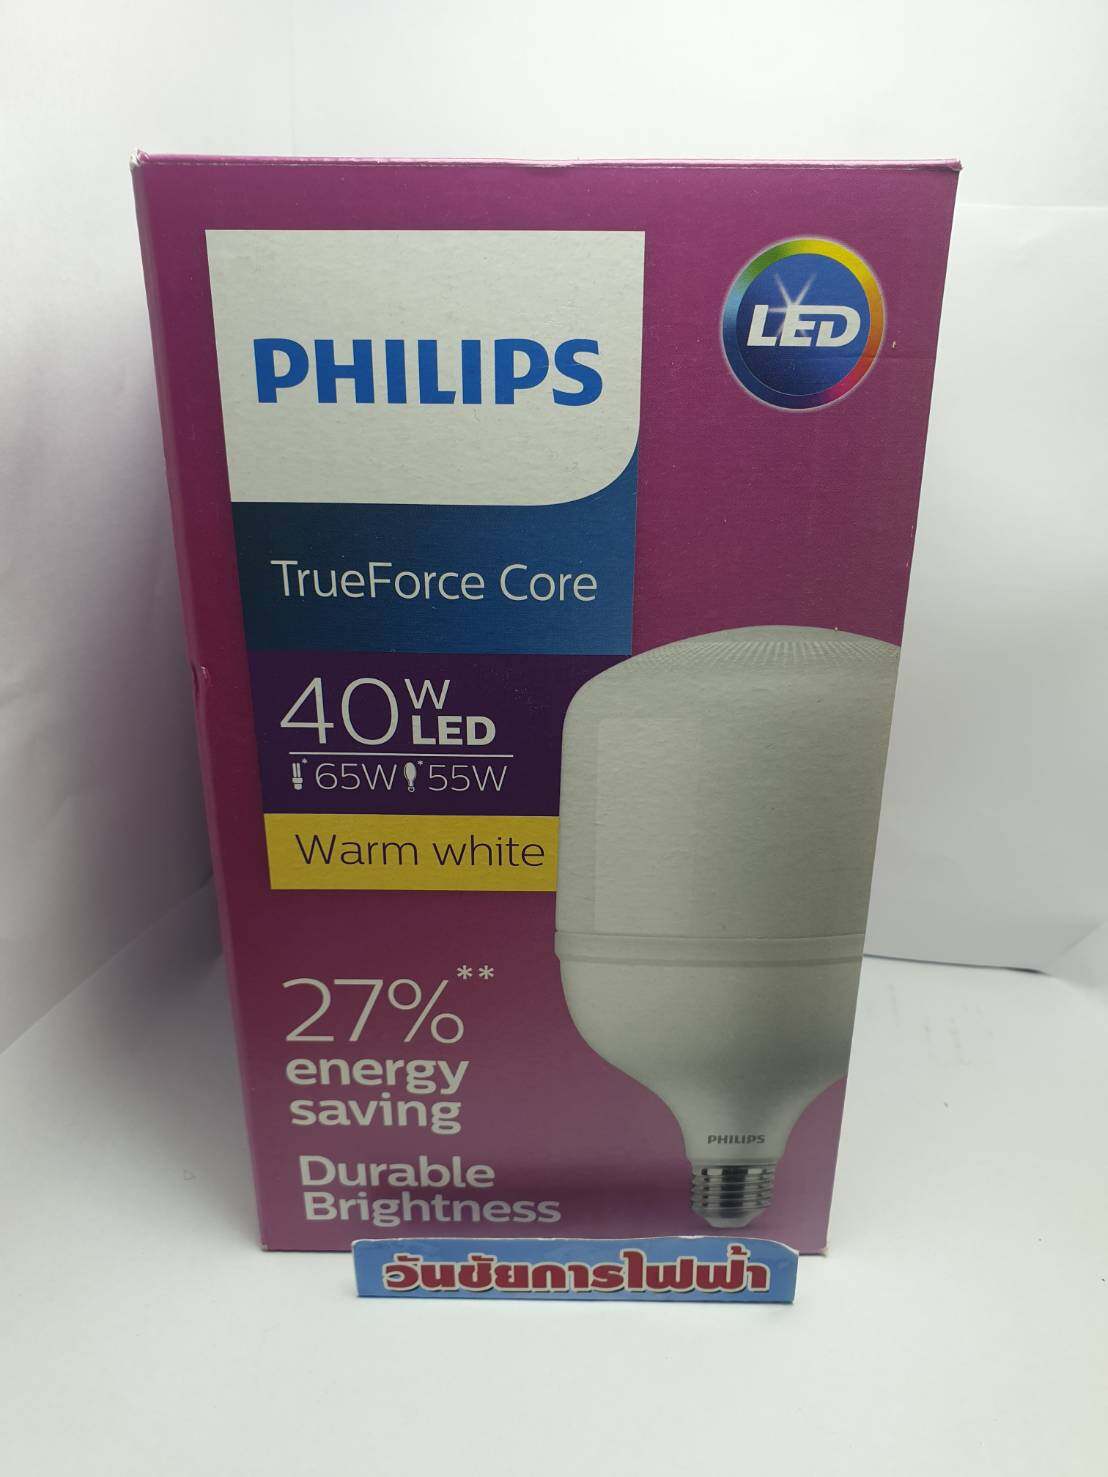 PHILIPS
LED
TrueForce Core
40W LED
* 65W * 55W
Warm white
27%**
energy
saving
Durable
Brightness
PHILIPS
วันชัยการไฟฟ้า